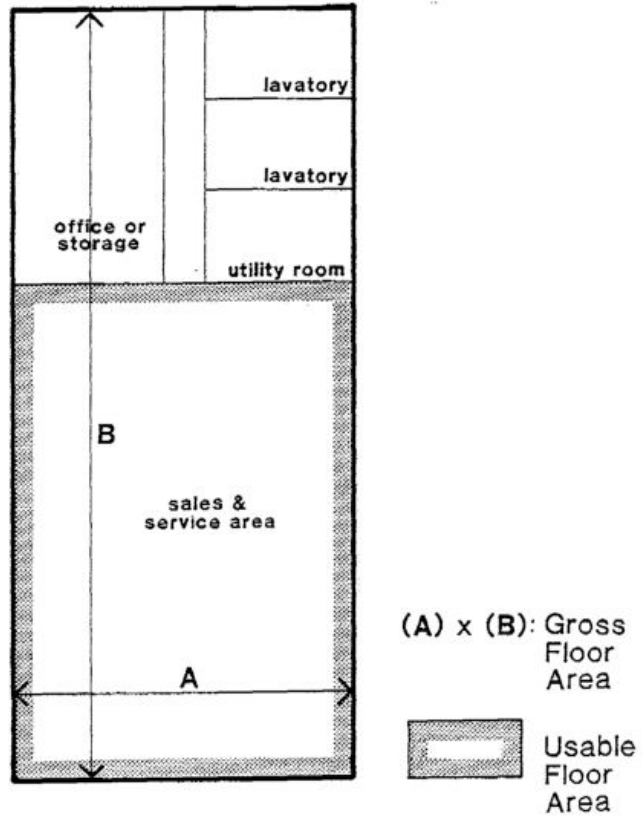 lavatory
lavatory
office or
storage
utility room
B
sales &
service area
A
(A) x (B): Gross
Floor
Area
Usable
Floor
Area